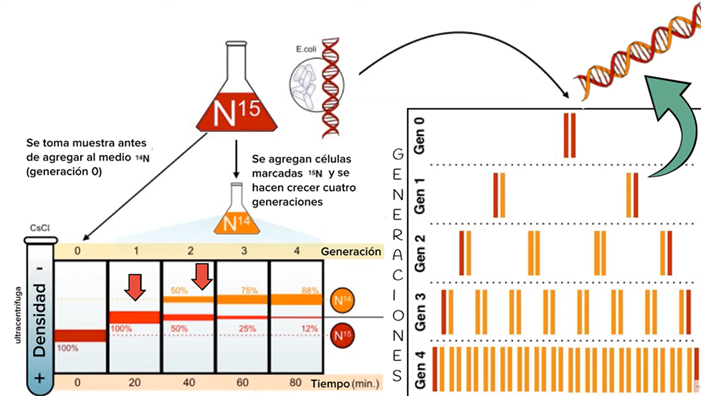 E.coli
N15
Se toma muestra antes
de agregar al medio 14N
(generación 0)
Se agregan células
marcadas 15N y se
hacen crecer cuatro
generaciones
N14
CsCl
0 1 2 3 4 Generación
ultracentrifuga
+ Densidad -
50% 75% 88%
N14
100% 50% 25% 12%
N15
100%
0 20 40 60 80 Tiempo (min.)
GENERACIONES
Gen 0
Gen 1
Gen 2
Gen 3
Gen 4